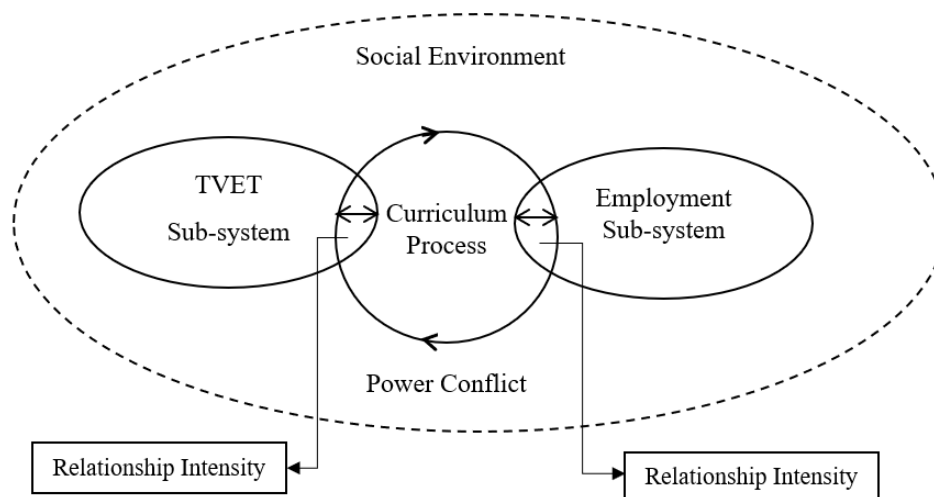 Social Environment
TVET
Sub-system
Curriculum
Process
Employment
Sub-system
Power Conflict
Relationship Intensity
Relationship Intensity